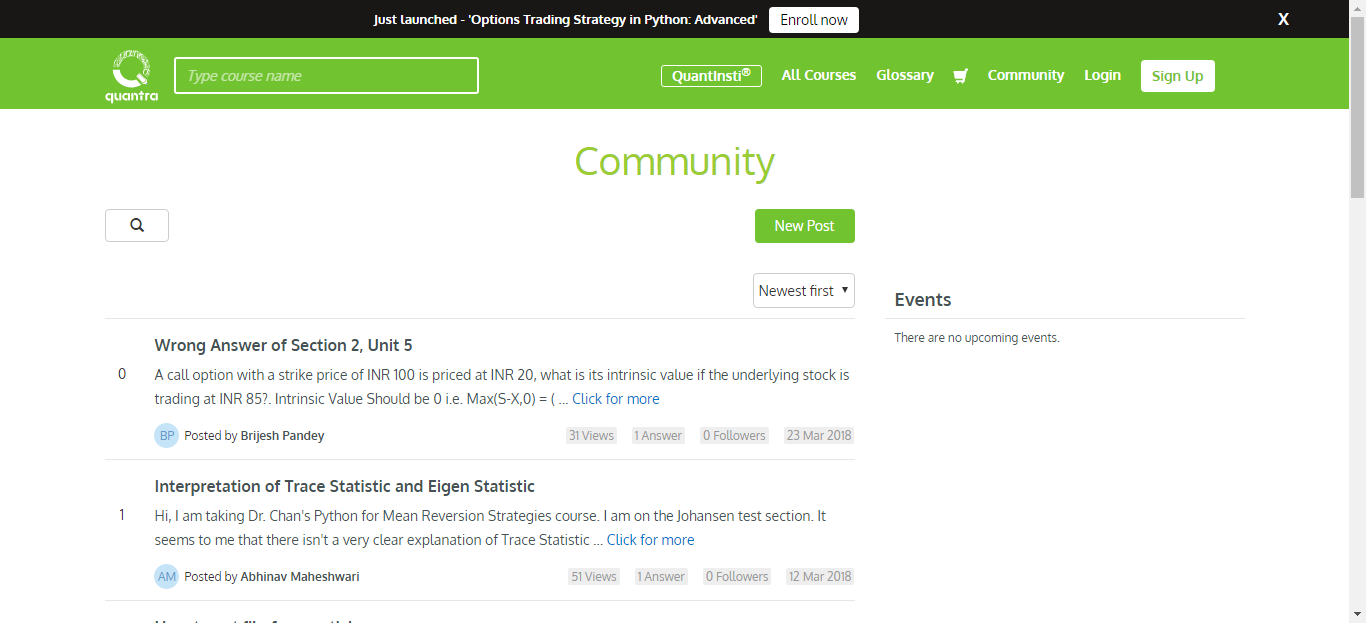 Just launched - 'Options Trading Strategy in Python: Advanced' Enroll now X
quantra
Type course name
QuantInsti® All Courses Glossary Community Login Sign Up
Community
New Post
Newest first
Events
There are no upcoming events.
Wrong Answer of Section 2, Unit 5
0
A call option with a strike price of INR 100 is priced at INR 20, what is its intrinsic value if the underlying stock is
trading at INR 85?. Intrinsic Value Should be 0 i.e. Max(S-X,0) = ( ... Click for more
BP Posted by Brijesh Pandey 31 Views 1 Answer 0 Followers 23 Mar 2018
Interpretation of Trace Statistic and Eigen Statistic
1
Hi, I am taking Dr. Chan's Python for Mean Reversion Strategies course. I am on the Johansen test section. It
seems to me that there isn't a very clear explanation of Trace Statistic ... Click for more
AM Posted by Abhinav Maheshwari 51 Views 1 Answer 0 Followers 12 Mar 2018